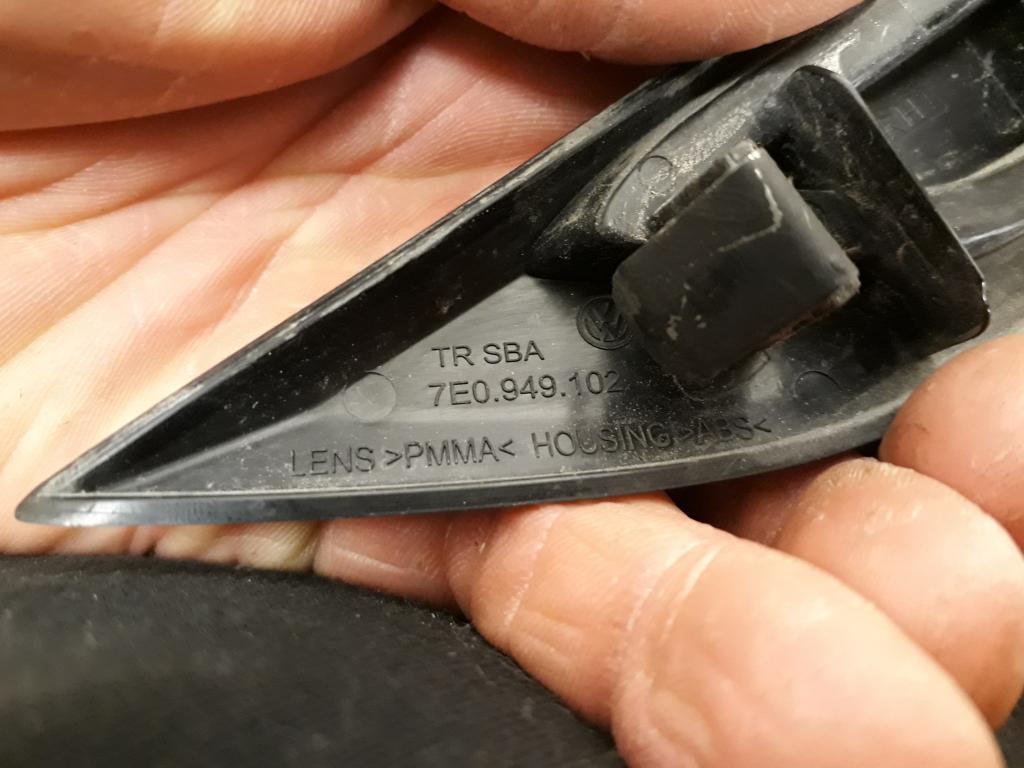 TR SBA
7E0.949.102
LENS >PMMA< HOUSING >ABS<